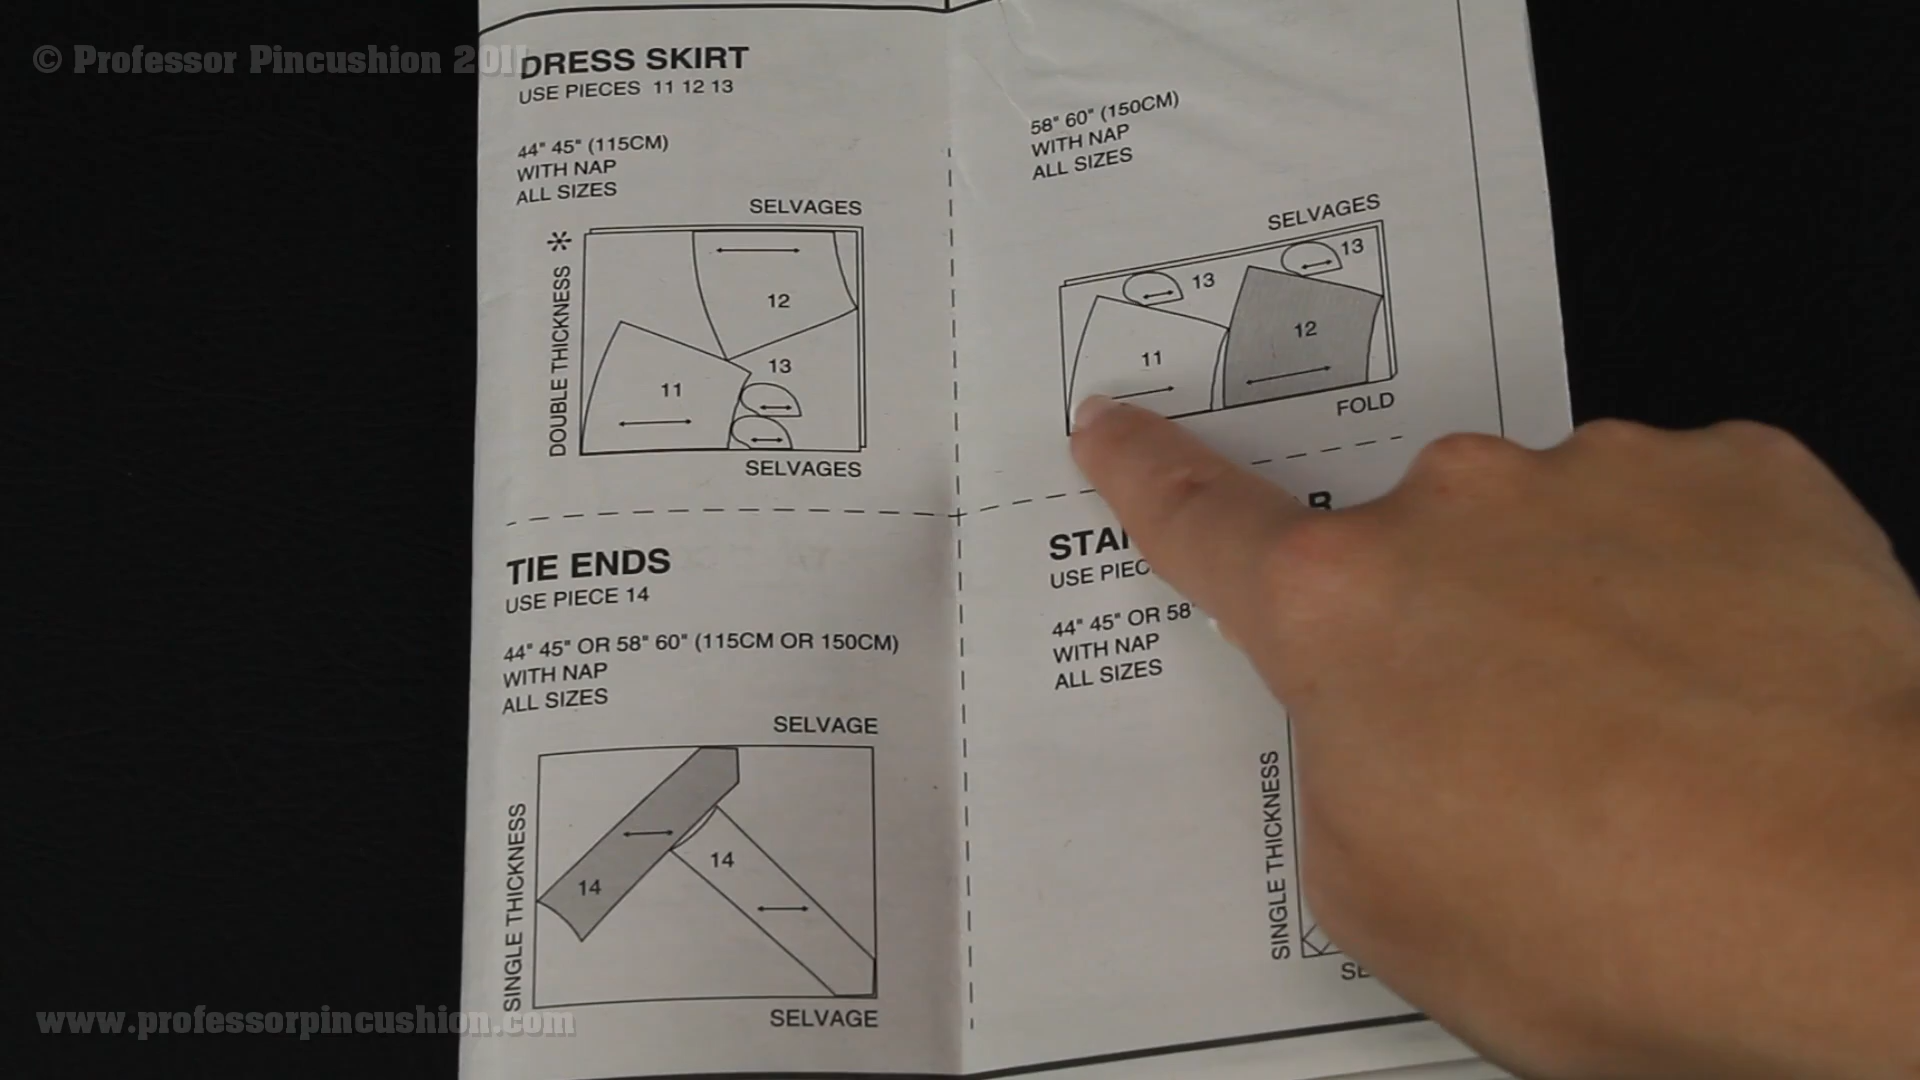 © Professor Pincushion 2011
DRESS SKIRT
USE PIECES 11 12 13
44" 45" (115CM)
WITH NAP
ALL SIZES
SELVAGES
DOUBLE THICKNESS *
12
13
11
SELVAGES
58" 60" (150CM)
WITH NAP
ALL SIZES
SELVAGES
13
13
12
11
FOLD
TIE ENDS
USE PIECE 14
44" 45" OR 58" 60" (115CM OR 150CM)
WITH NAP
ALL SIZES
SELVAGE
SINGLE THICKNESS
14
14
SELVAGE
USE
44" 45" OR 58"
WITH NAP
ALL SIZES
SINGLE THICKNESS
www.professorpincushion.com